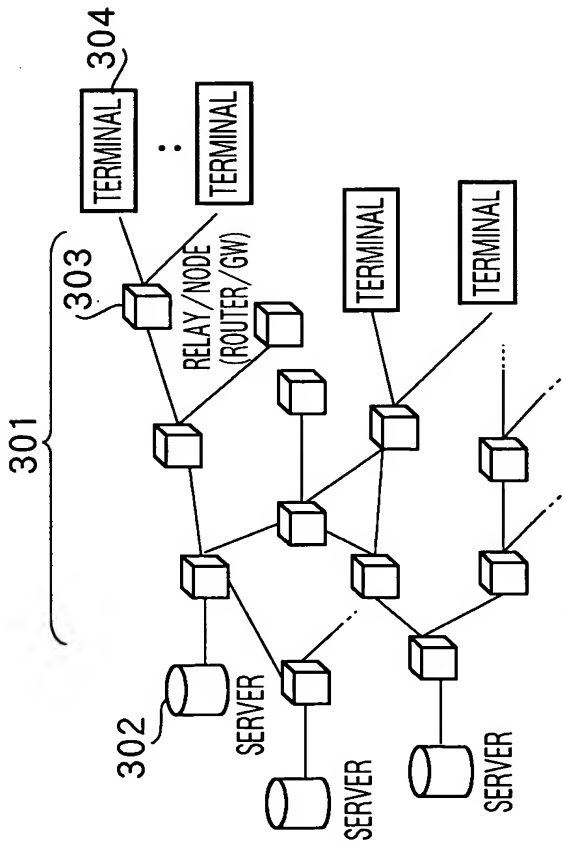 301
302
303
304
TERMINAL
:
TERMINAL
RELAY/NODE
(ROUTER/GW)
TERMINAL
TERMINAL
SERVER
SERVER
SERVER